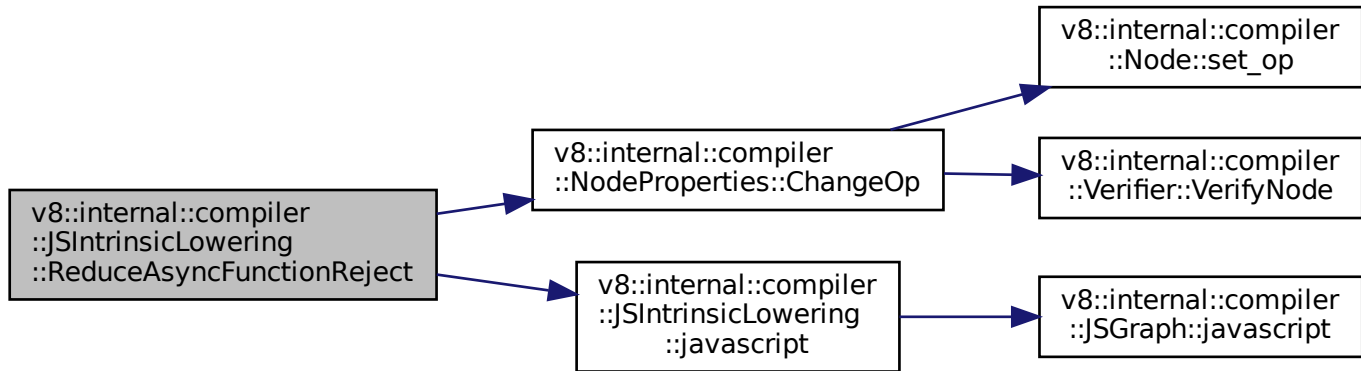 v8::internal::compiler
::JSIntrinsicLowering
::ReduceAsyncFunctionReject
v8::internal::compiler
::NodeProperties::ChangeOp
v8::internal::compiler
::Node::set_op
v8::internal::compiler
::Verifier::VerifyNode
v8::internal::compiler
::JSIntrinsicLowering
::javascript
v8::internal::compiler
::JSGraph::javascript